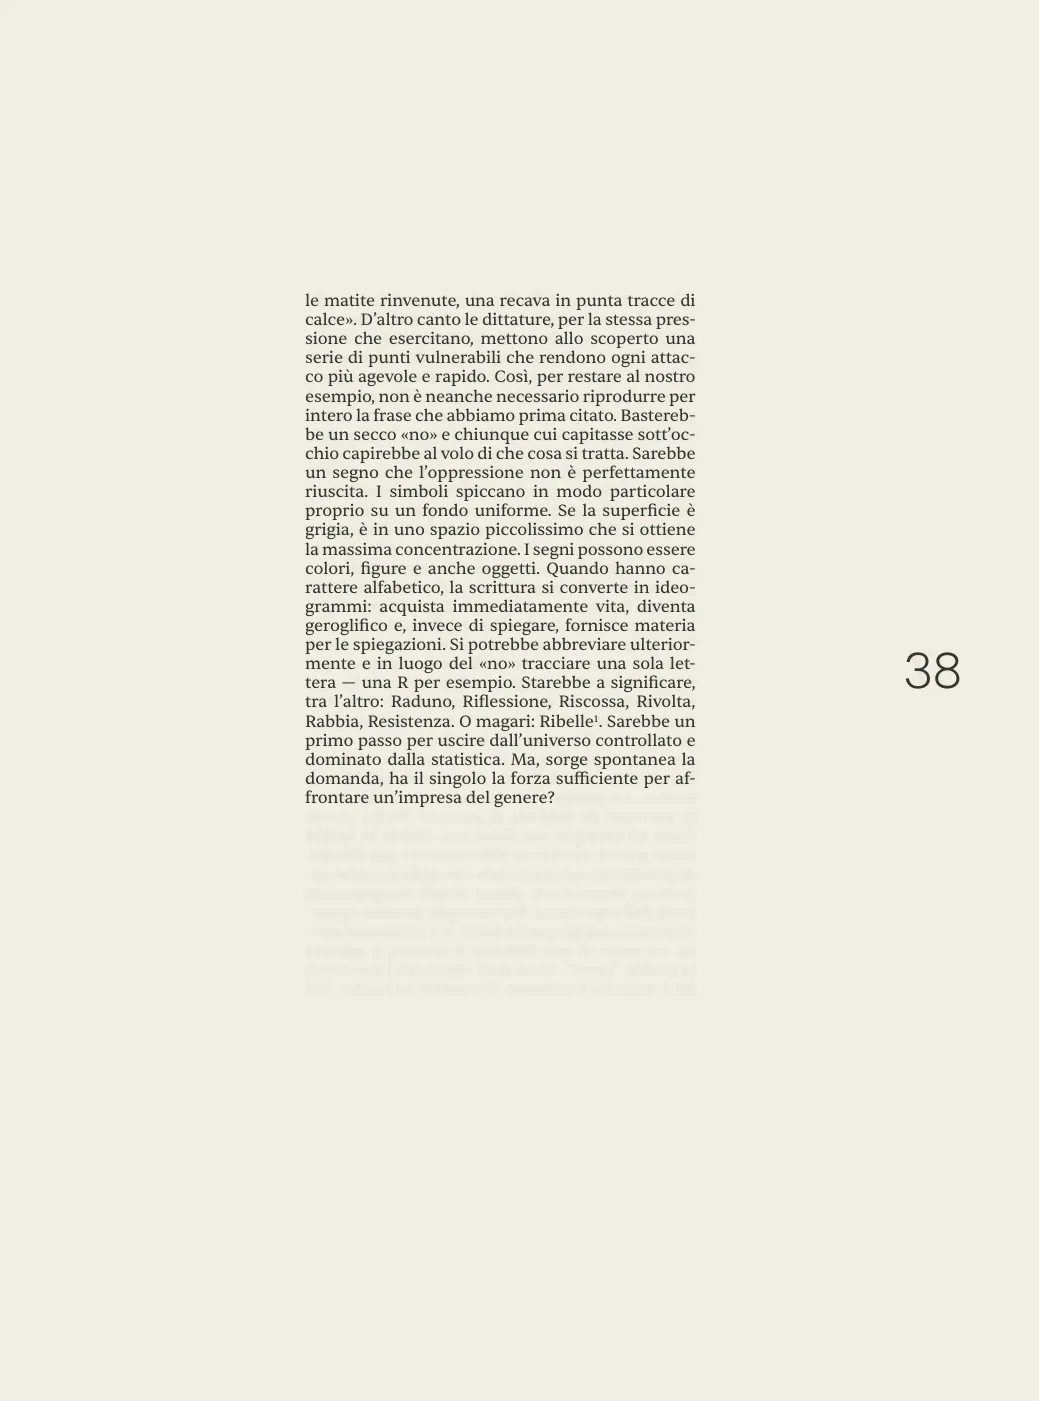 le matite rinvenute, una recava in punta tracce di
calce». D’altro canto le dittature, per la stessa pres-
sione che esercitano, mettono allo scoperto una
serie di punti vulnerabili che rendono ogni attac-
co più agevole e rapido. Così, per restare al nostro
esempio, non è neanche necessario riprodurre per
intero la frase che abbiamo prima citato. Bastereb-
be un secco «no» e chiunque cui capitasse sott’oc-
chio capirebbe al volo di che cosa si tratta. Sarebbe
un segno che l’oppressione non è perfettamente
riuscita. I simboli spiccano in modo particolare
proprio su un fondo uniforme. Se la superficie è
grigia, è in uno spazio piccolissimo che si ottiene
la massima concentrazione. I segni possono essere
colori, figure e anche oggetti. Quando hanno ca-
rattere alfabetico, la scrittura si converte in ideo-
grammi: acquista immediatamente vita, diventa
geroglifico e, invece di spiegare, fornisce materia
per le spiegazioni. Si potrebbe abbreviare ulterior-
mente e in luogo del «no» tracciare una sola let-
tera — una R per esempio. Starebbe a significare,
tra l’altro: Raduno, Riflessione, Riscossa, Rivolta,
Rabbia, Resistenza. O magari: Ribelle¹. Sarebbe un
primo passo per uscire dall’universo controllato e
dominato dalla statistica. Ma, sorge spontanea la
domanda, ha il singolo la forza sufficiente per af-
frontare un’impresa del genere?
38